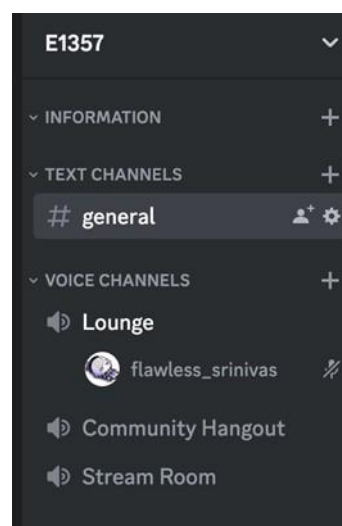 E1357
INFORMATION
TEXT CHANNELS
# general
VOICE CHANNELS
Lounge
flawless_srinivas
Community Hangout
Stream Room